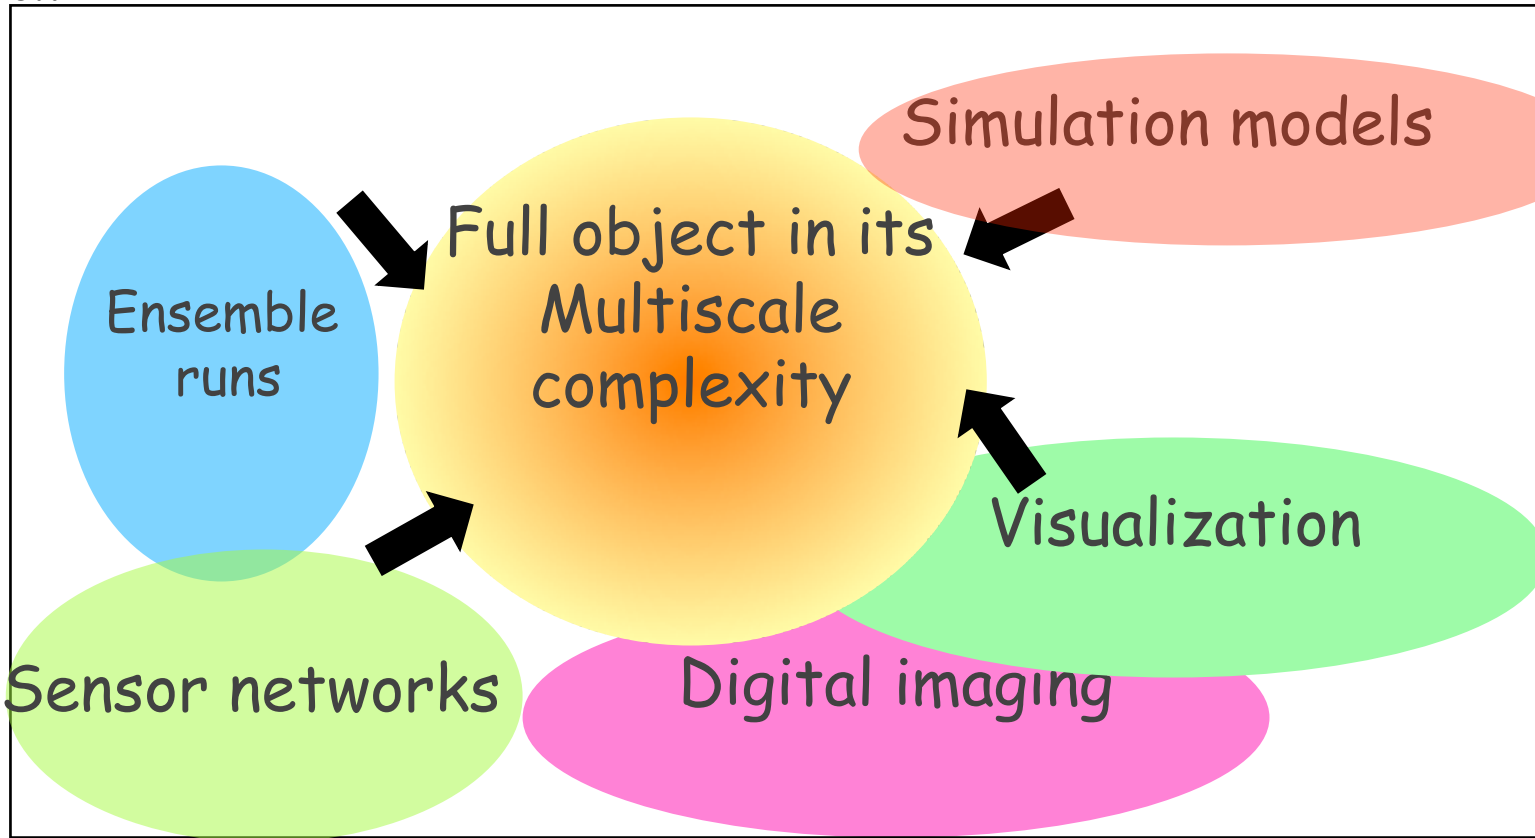 Simulation models
Full object in its
Multiscale
complexity
Ensemble
runs
Visualization
Sensor networks
Digital imaging